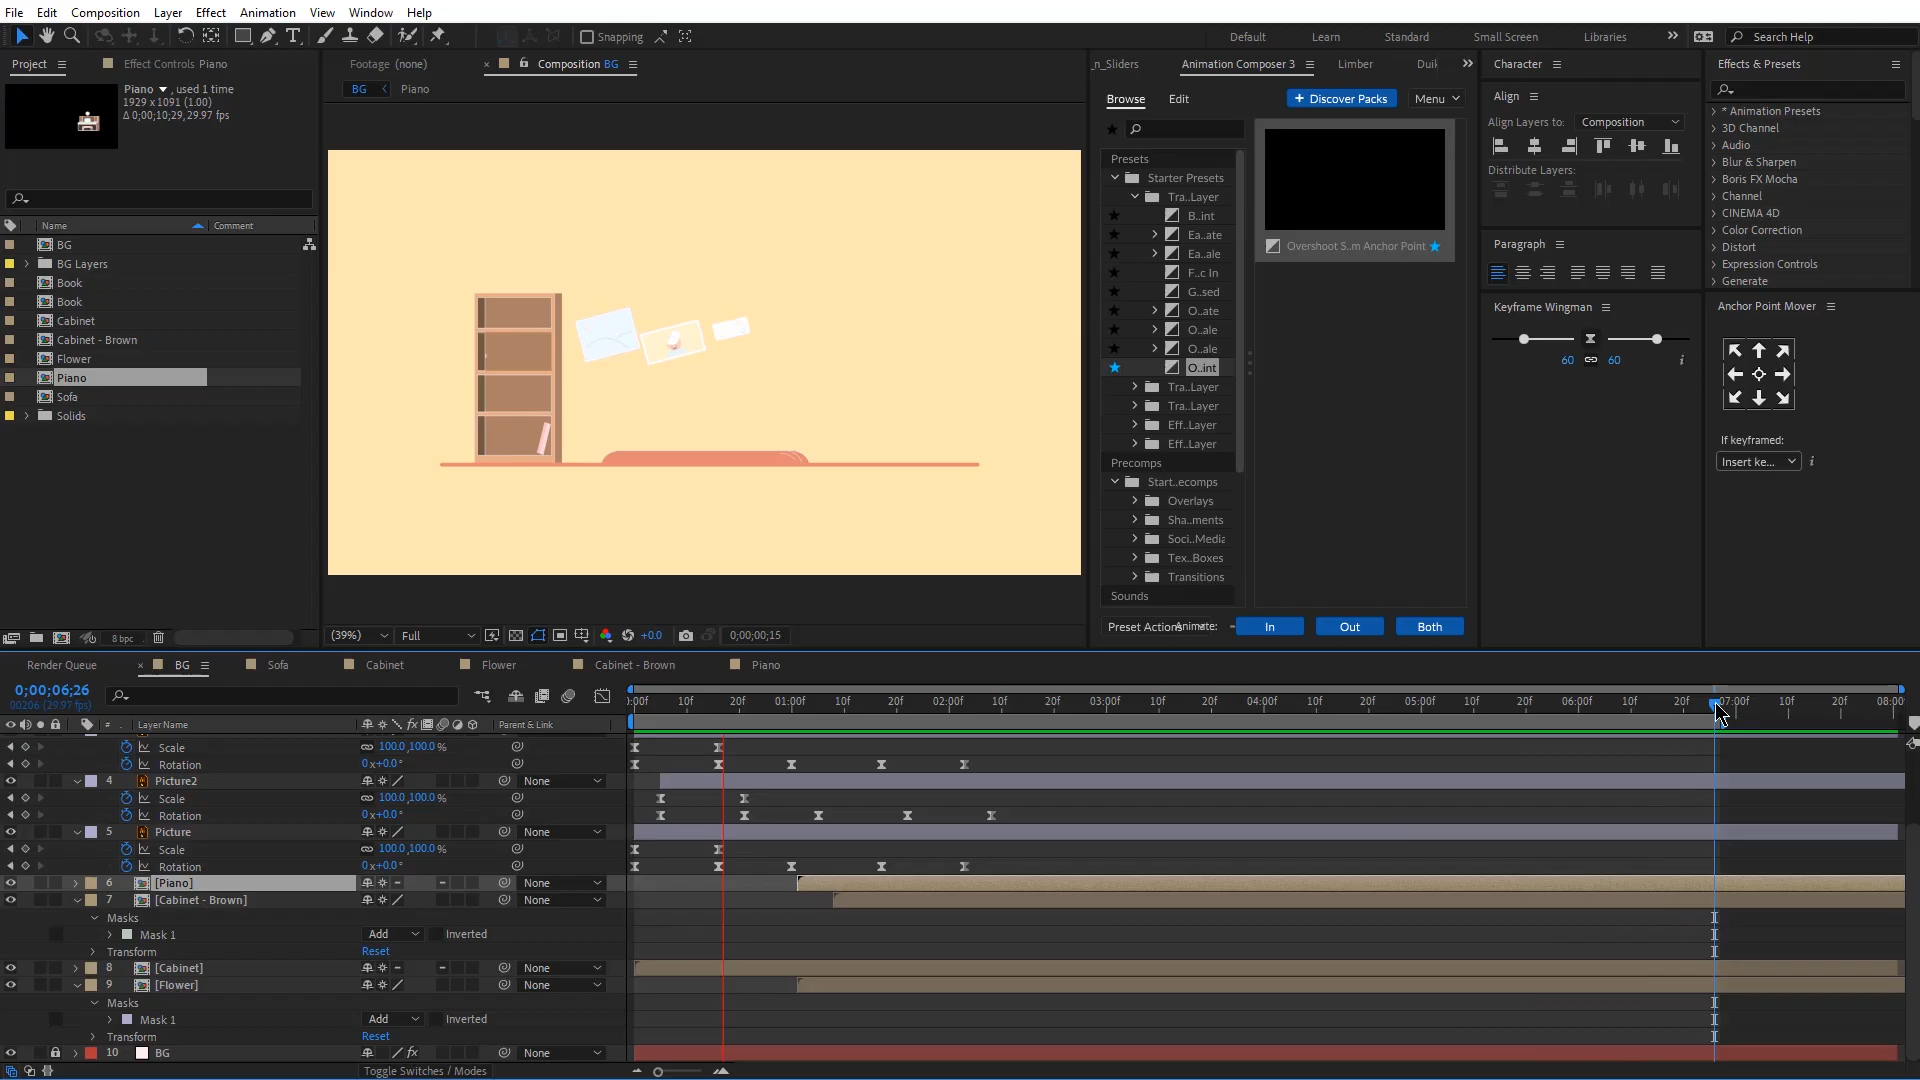 File Edit Composition Layer Effect Animation View Window Help
Snapping
Default Learn Standard Small Screen Libraries Search Help
Project
Effect Controls Piano
Piano , used 1 time
1929 x 1091 (1.00)
Δ 0;00;10;29, 29.97 fps
Name Comment
BG
BG Layers
Book
Book
Cabinet
Cabinet - Brown
Flower
Piano
Sofa
Solids
8 bpc
Footage (none)
Composition BG
BG Piano
(39%) Full +0.0 0;00;00;15
_n_Sliders Animation Composer 3 Limber Duik
Browse Edit + Discover Packs Menu
Presets
Starter Presets
Tra..Layer
B..int
Ea..ate
Ea..ale
F..c In
G..sed
O..ate
O..ale
O..ale
O..int
Tra..Layer
Tra..Layer
Eff..Layer
Eff..Layer
Precomps
Start..ecomps
Overlays
Sha..ments
Soci..Media
Tex..Boxes
Transitions
Sounds
Overshoot S..m Anchor Point
Animate: In Out Both
Character
Align
Align Layers to: Composition
Distribute Layers:
Paragraph
Keyframe Wingman
60 60 i
Effects & Presets
* Animation Presets
3D Channel
Audio
Blur & Sharpen
Boris FX Mocha
Channel
CINEMA 4D
Color Correction
Distort
Expression Controls
Generate
Anchor Point Mover
If keyframed:
Insert ke... i
Render Queue BG Sofa Cabinet Flower Cabinet - Brown Piano
0;00;06;26
00206 (29.97 fps)
:00f 10f 20f 01:00f 10f 20f 02:00f 10f 20f 03:00f 10f 20f 04:00f 10f 20f 05:00f 10f 20f 06:00f 10f 20f 07:00f 10f 20f 08:00f
# Layer Name fx Parent & Link
Scale 100.0,100.0 %
Rotation 0x+0.0°
4 Picture2 None
Scale 100.0,100.0 %
Rotation 0x+0.0°
5 Picture None
Scale 100.0,100.0 %
Rotation 0x+0.0°
6 [Piano] None
7 [Cabinet - Brown] None
Masks
Mask 1 Add Inverted
Transform Reset
8 [Cabinet] None
9 [Flower] None
Masks
Mask 1 Add Inverted
Transform Reset
10 BG fx None
Toggle Switches / Modes